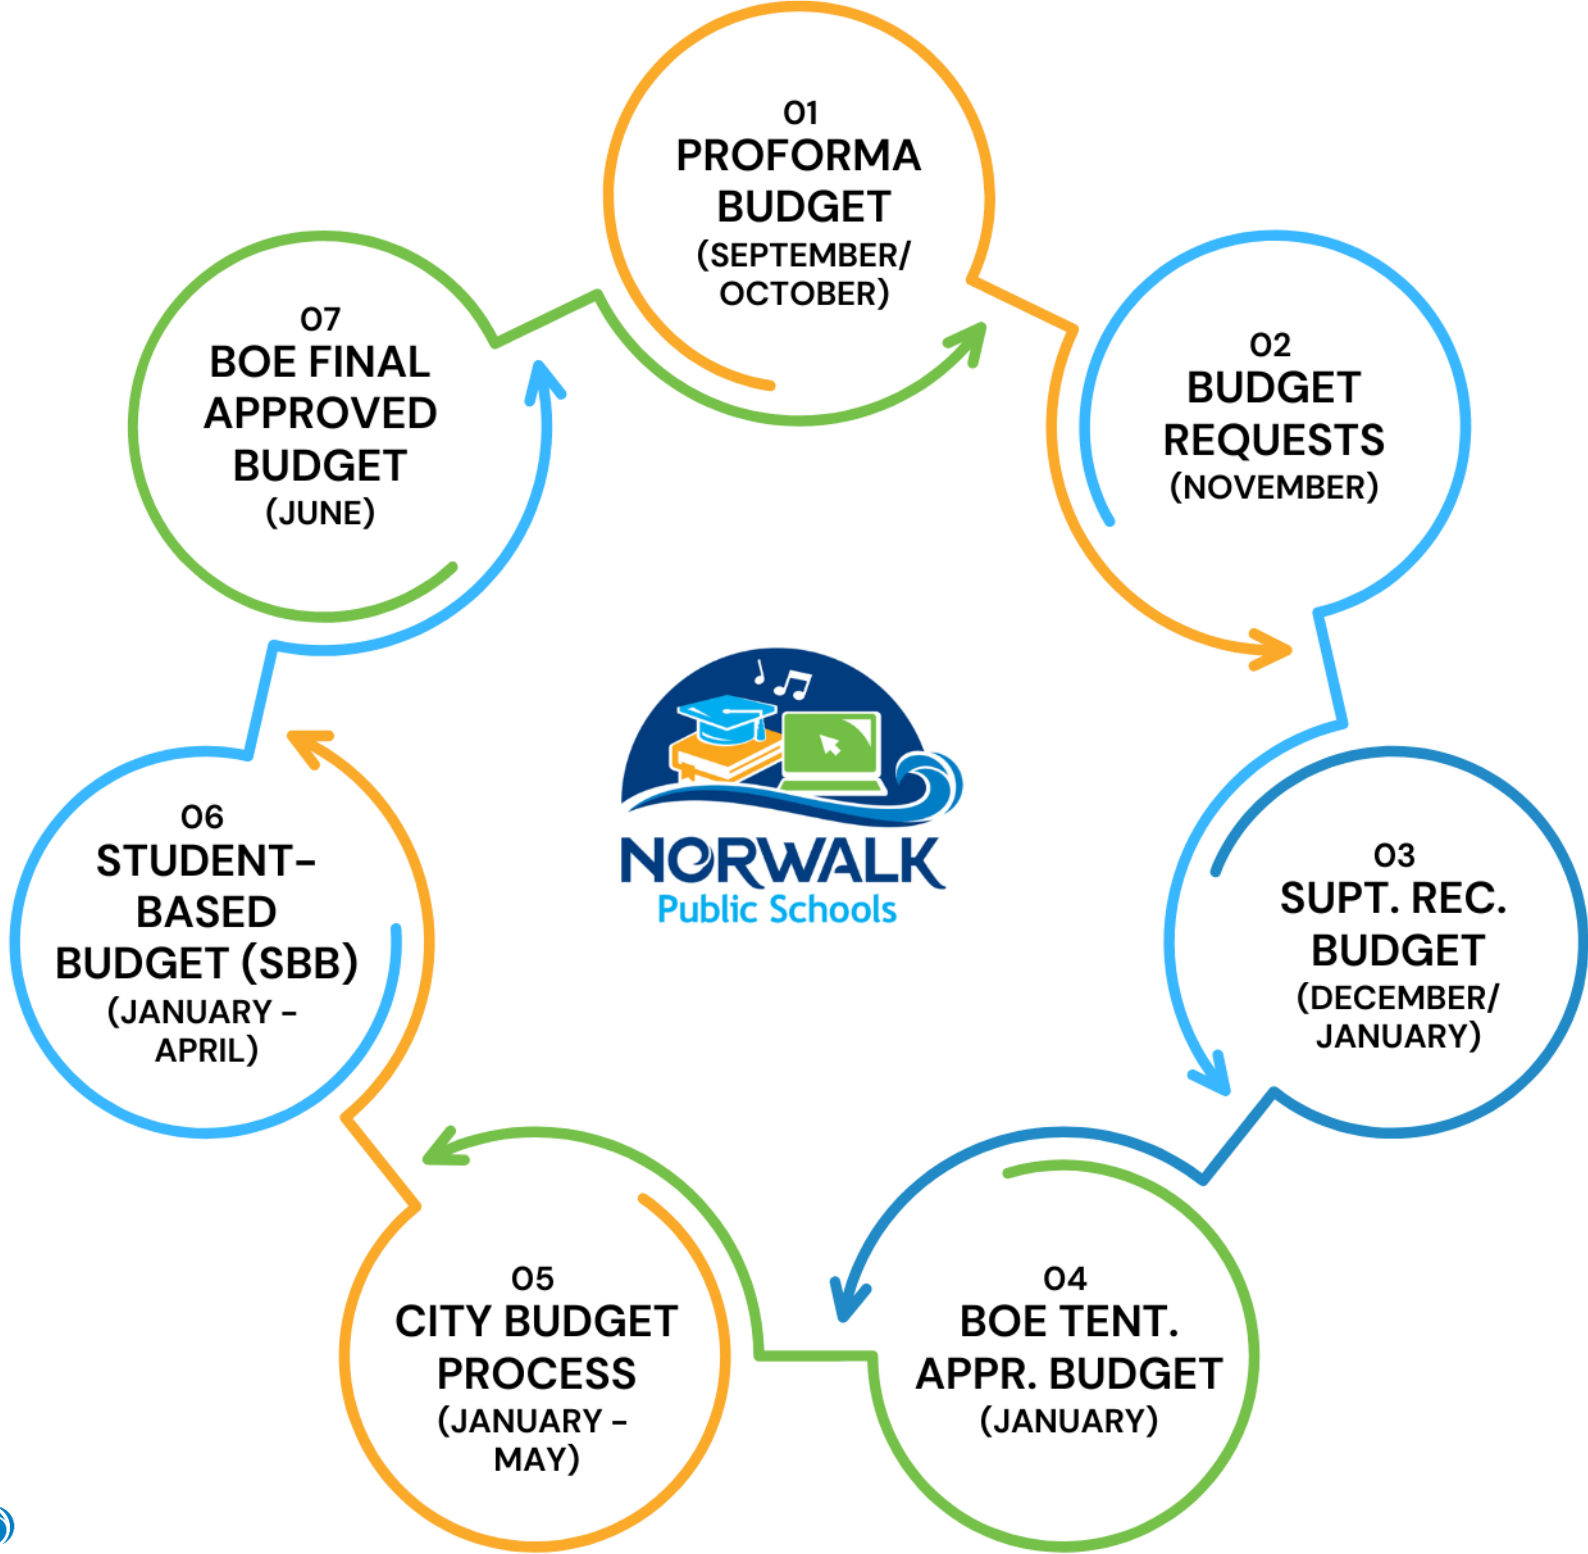 01
PROFORMA
BUDGET
(SEPTEMBER/
OCTOBER)
02
BUDGET
REQUESTS
(NOVEMBER)
03
SUPT. REC.
BUDGET
(DECEMBER/
JANUARY)
04
BOE TENT.
APPR. BUDGET
(JANUARY)
05
CITY BUDGET
PROCESS
(JANUARY -
MAY)
06
STUDENT-
BASED
BUDGET (SBB)
(JANUARY -
APRIL)
07
BOE FINAL
APPROVED
BUDGET
(JUNE)
NORWALK
Public Schools